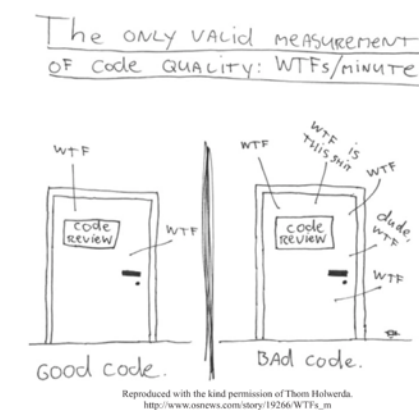 The ONLY VALID MEASUREMENT
OF Code QUALITY: WTFs/MINUTE
WTF
code
REVIEW
WTF
Good code.
WTF
WTF IS
THIS SHIT
WTF
code
REVIEW
dude,
WTF
WTF
BAd code.
Reproduced with the kind permission of Thom Holwerda.
http://www.osnews.com/story/19266/WTFs_m